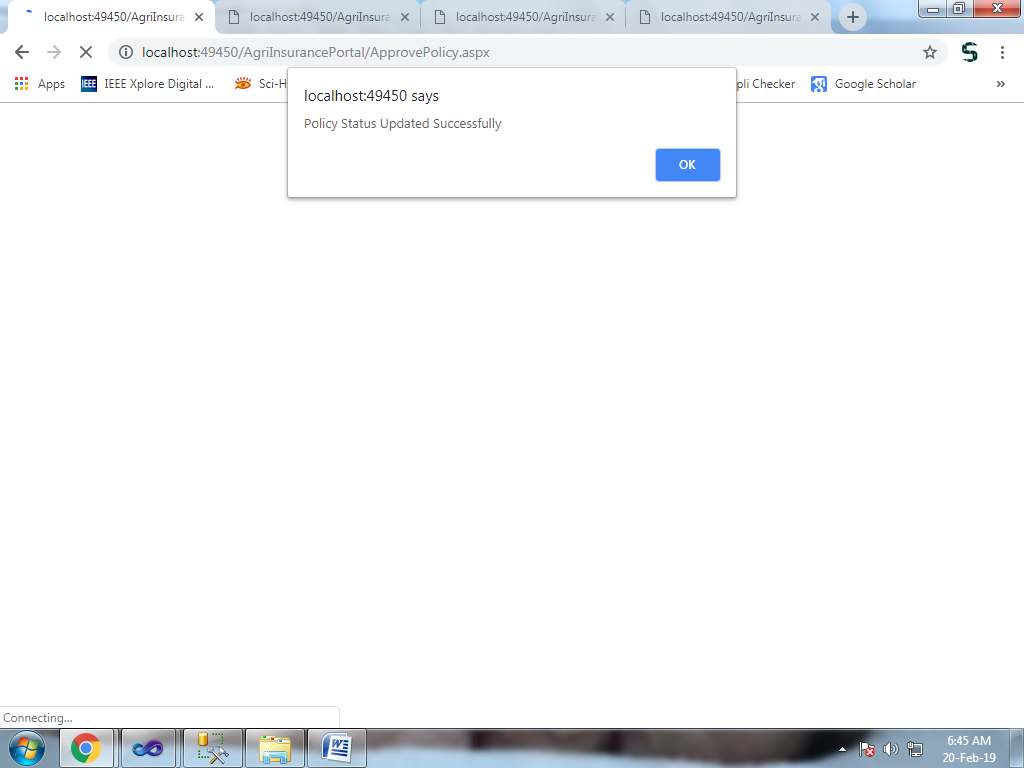 localhost:49450/AgriInsura
localhost:49450/AgriInsura
localhost:49450/AgriInsura
localhost:49450/AgriInsura
localhost:49450/AgriInsurancePortal/ApprovePolicy.aspx
Apps
IEEE Xplore Digital ...
Sci-H
pli Checker
Google Scholar
»
localhost:49450 says
Policy Status Updated Successfully
OK
Connecting...
6:45 AM
20-Feb-19